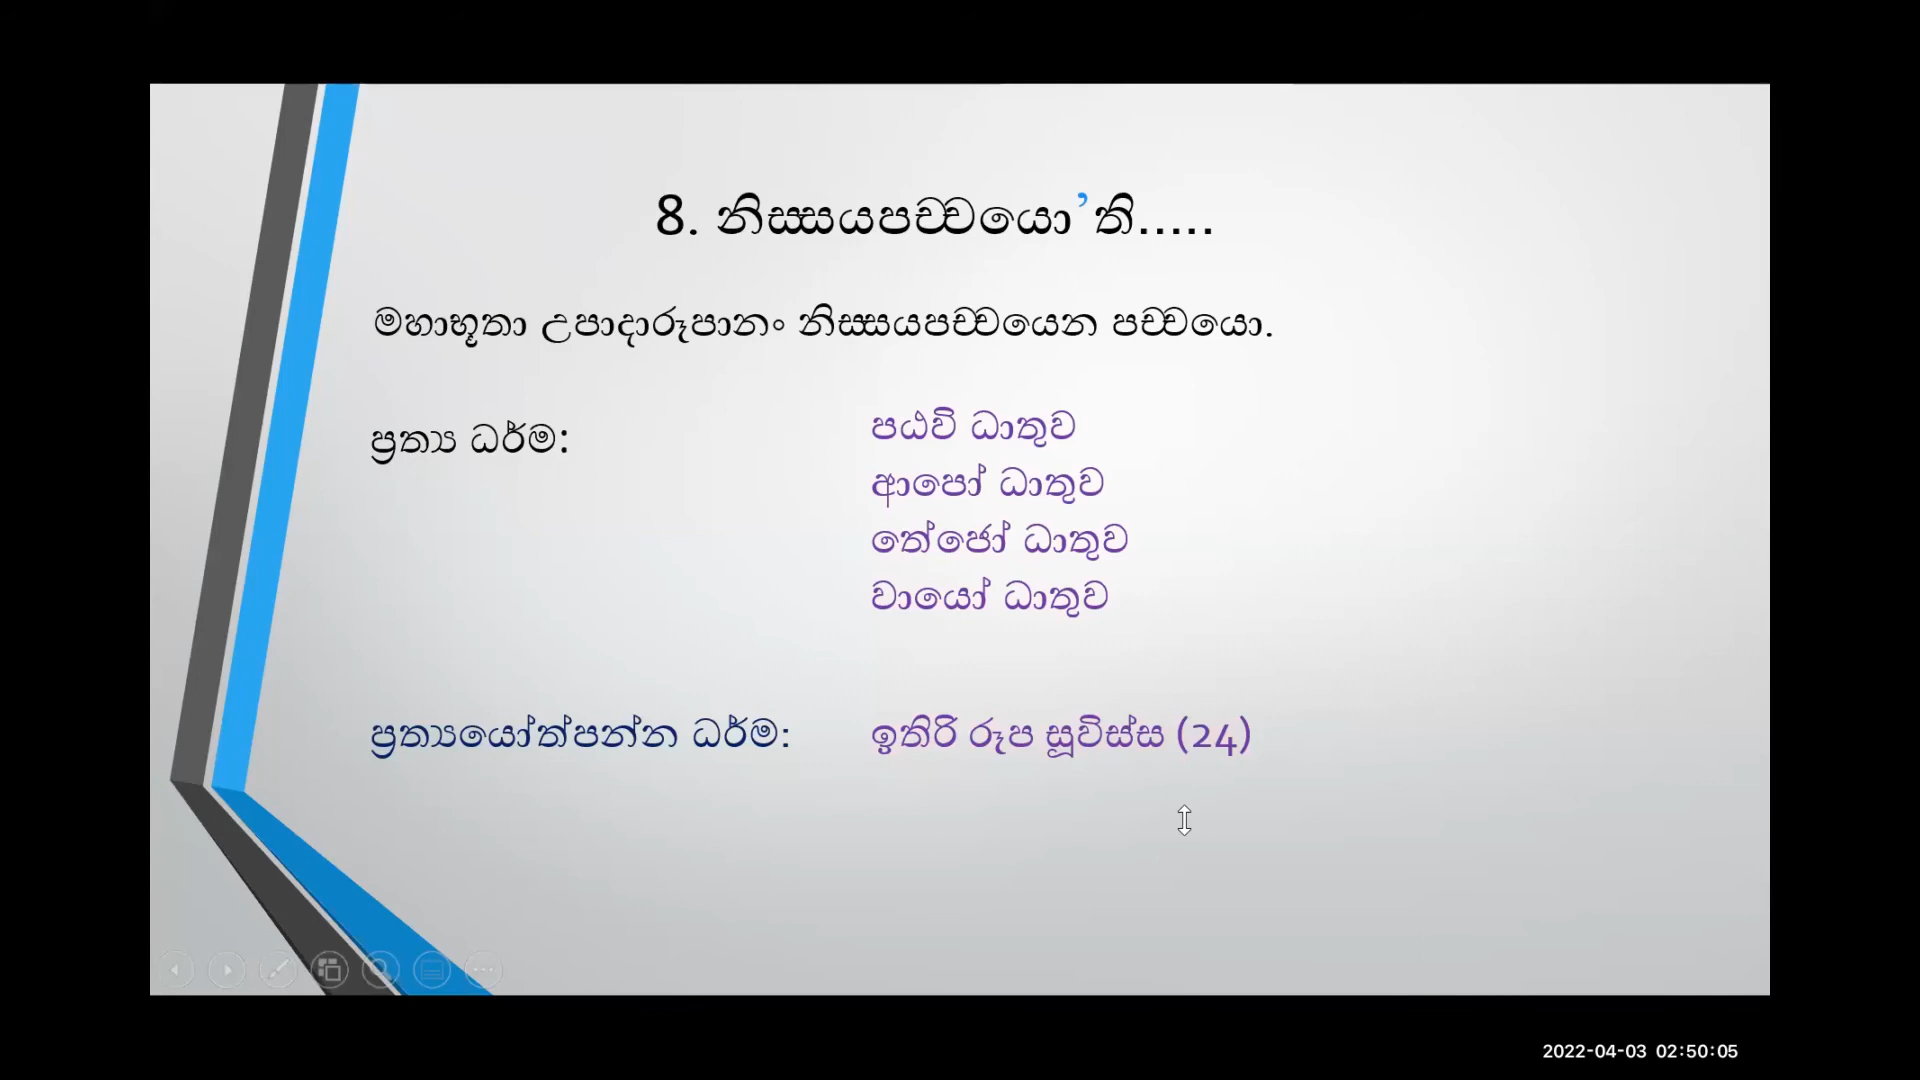 8. නිස්සයපච්චයො’ති.....
මහාභූතා උපාදාරූපානං නිස්සයපච්චයෙන පච්චයො.
ප්‍රත්‍ය ධර්ම:
පඨවි ධාතුව
ආපෝ ධාතුව
තේජෝ ධාතුව
වායෝ ධාතුව
ප්‍රත්‍යයෝත්පන්න ධර්ම: ඉතිරි රූප සූවිස්ස (24)
2022-04-03 02:50:05